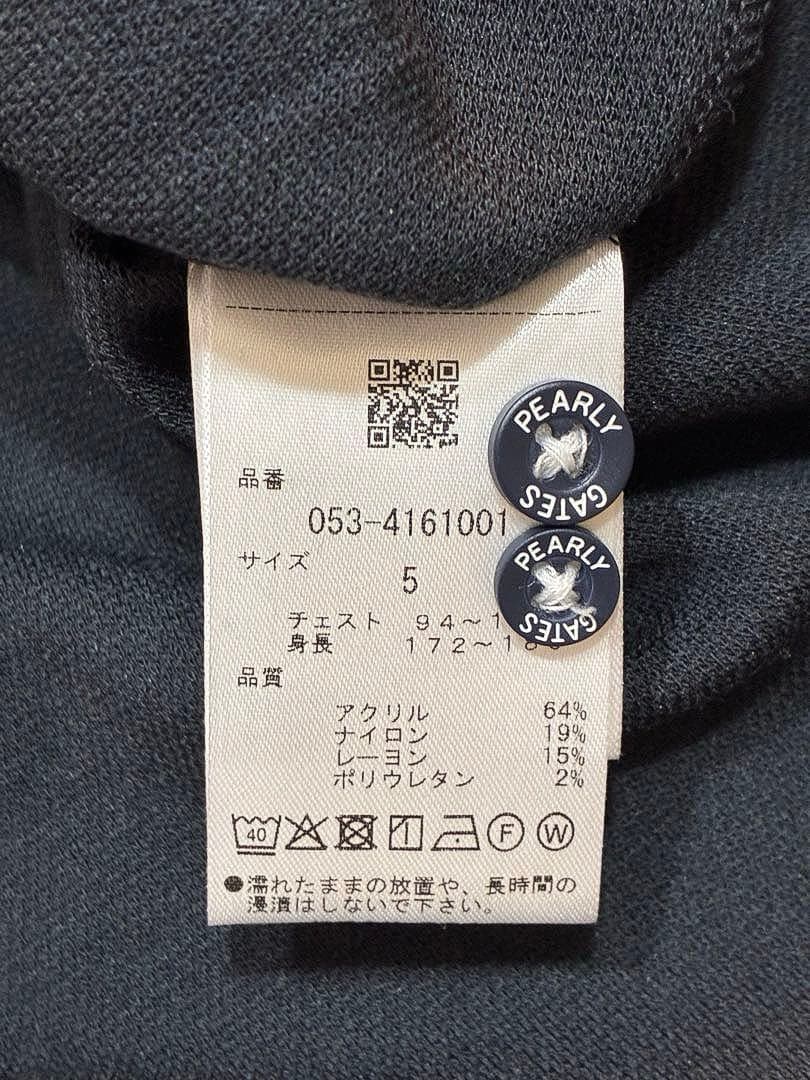 品番
053-4161001
サイズ
5
チェスト 94～
身長 172～
品質
アクリル 64%
ナイロン 19%
レーヨン 15%
ポリウレタン 2%
40 F W
●濡れたままの放置や、長時間の
浸漬はしないで下さい。
PEARLY
GATES
PEARLY
GATES